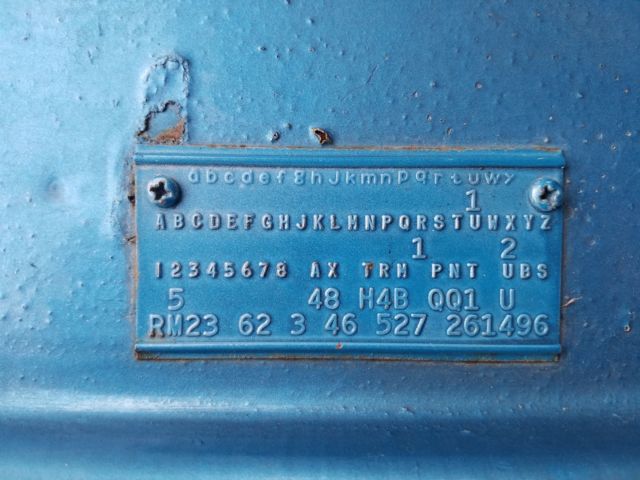 abcdefghJkmnpqrtuwy
1
ABCDEFGHJKLMNPQRSTUWXYZ
1 2
12345678 AX TRM PNT UBS
5 48 H4B QQ1 U
RM23 62 3 46 527 261496